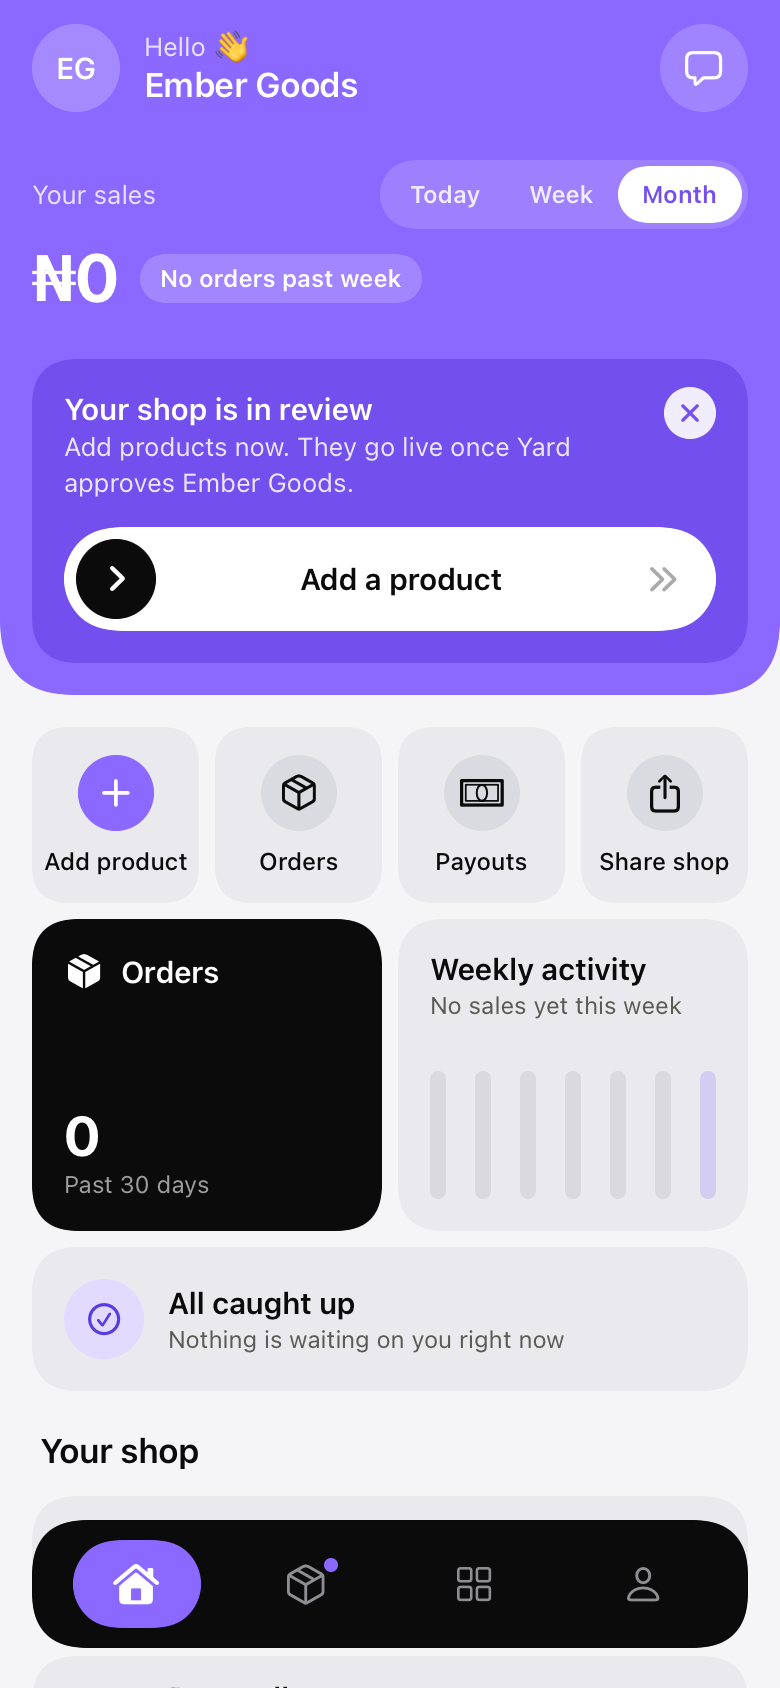 EG
Hello 👋
Ember Goods
Your sales
Today
Week
Month
₦0
No orders past week
Your shop is in review
Add products now. They go live once Yard
approves Ember Goods.
Add a product
Add product
Orders
Payouts
Share shop
Orders
0
Past 30 days
Weekly activity
No sales yet this week
All caught up
Nothing is waiting on you right now
Your shop